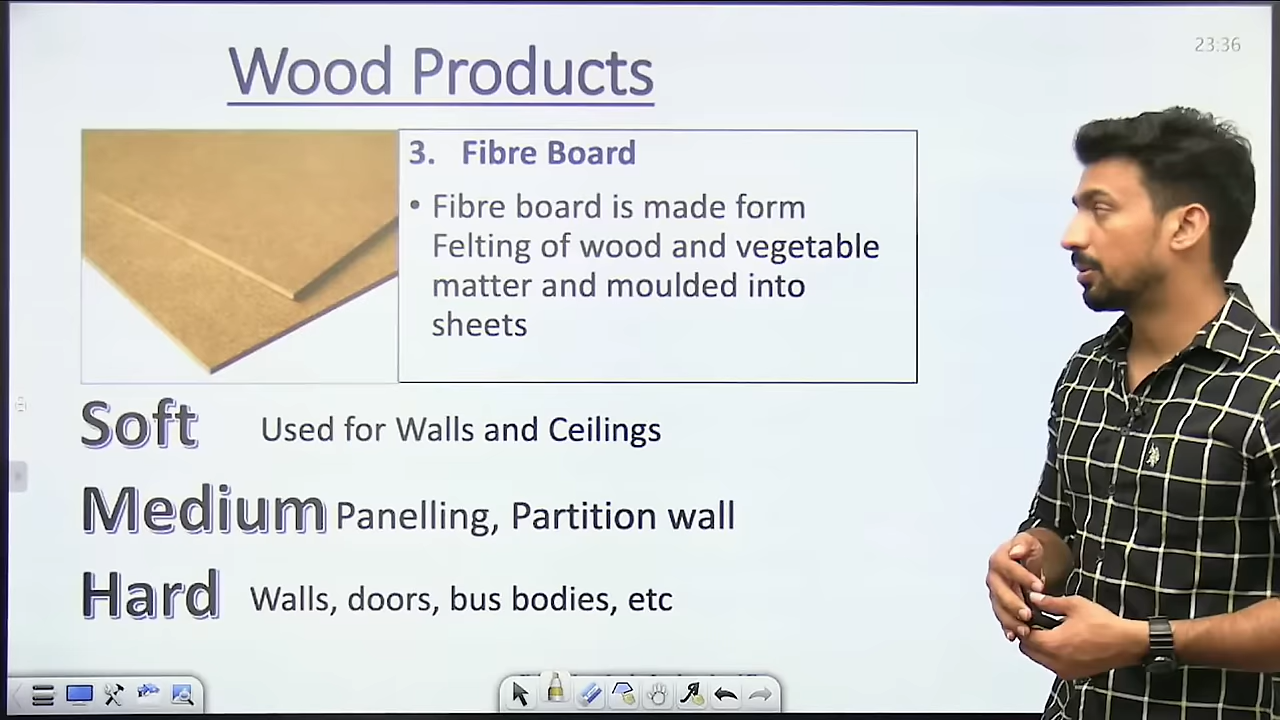 23:36
Wood Products
3. Fibre Board
• Fibre board is made form
Felting of wood and vegetable
matter and moulded into
sheets
Soft Used for Walls and Ceilings
Medium Panelling, Partition wall
Hard Walls, doors, bus bodies, etc